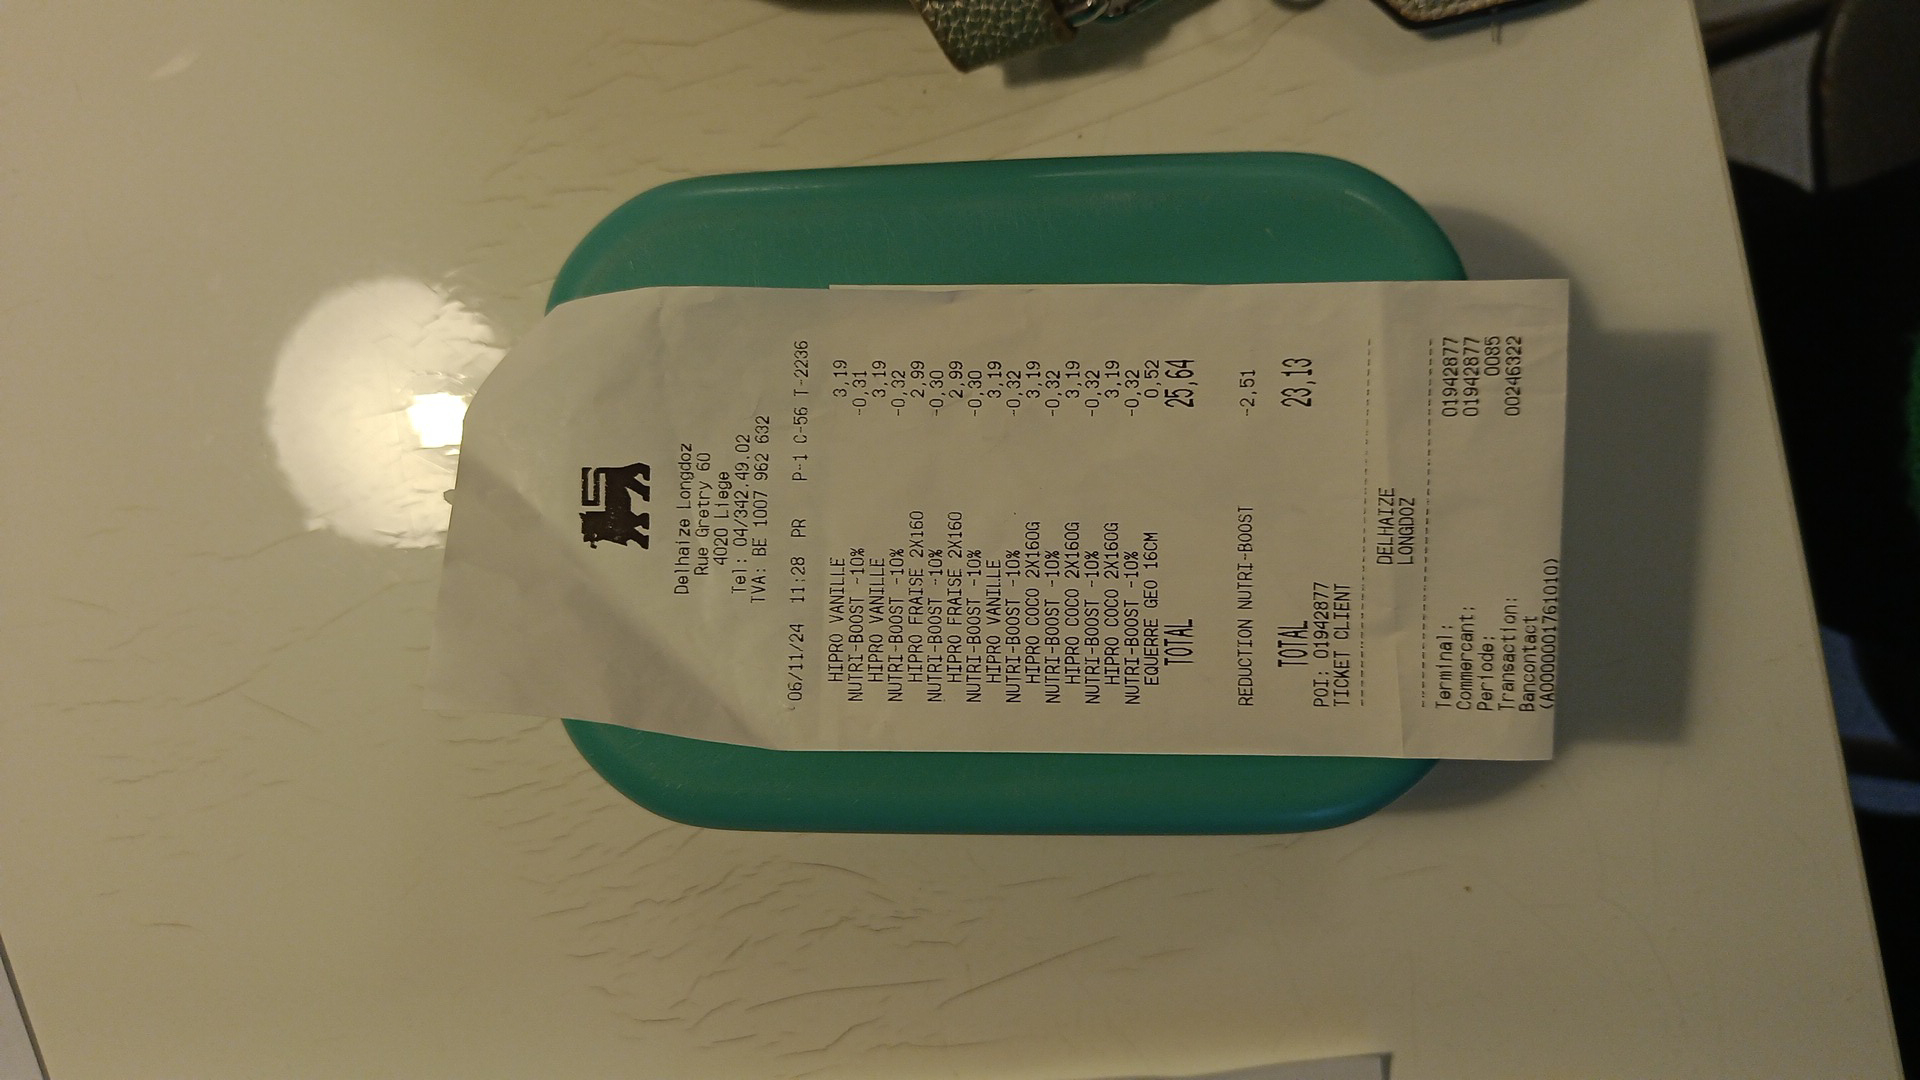 Delhaize Longdoz
Rue Gretry 60
4020 Liege
Tel: 04/342.49.02
TVA: BE 1007 962 632
06/11/24 11:28 PR P-1 C-56 T-2236
HIPRO VANILLE 3,19
NUTRI-BOOST -10% -0,31
HIPRO VANILLE 3,19
NUTRI-BOOST -10% -0,32
HIPRO FRAISE 2X160 2,99
NUTRI-BOOST -10% -0,30
HIPRO FRAISE 2X160 2,99
NUTRI-BOOST -10% -0,30
HIPRO VANILLE 3,19
NUTRI-BOOST -10% -0,32
HIPRO COCO 2X160G 3,19
NUTRI-BOOST -10% -0,32
HIPRO COCO 2X160G 3,19
NUTRI-BOOST -10% -0,32
HIPRO COCO 2X160G 3,19
NUTRI-BOOST -10% -0,32
EQUERRE GEO 16CM 0,52
TOTAL 25,64
REDUCTION NUTRI-BOOST -2,51
TOTAL 23,13
POI: 01942877
TICKET CLIENT
DELHAIZE
LONGDOZ
Terminal: 01942877
Commercant: 01942877
Periode: 0085
Transaction: 00246322
Bancontact
(A0000001761010)